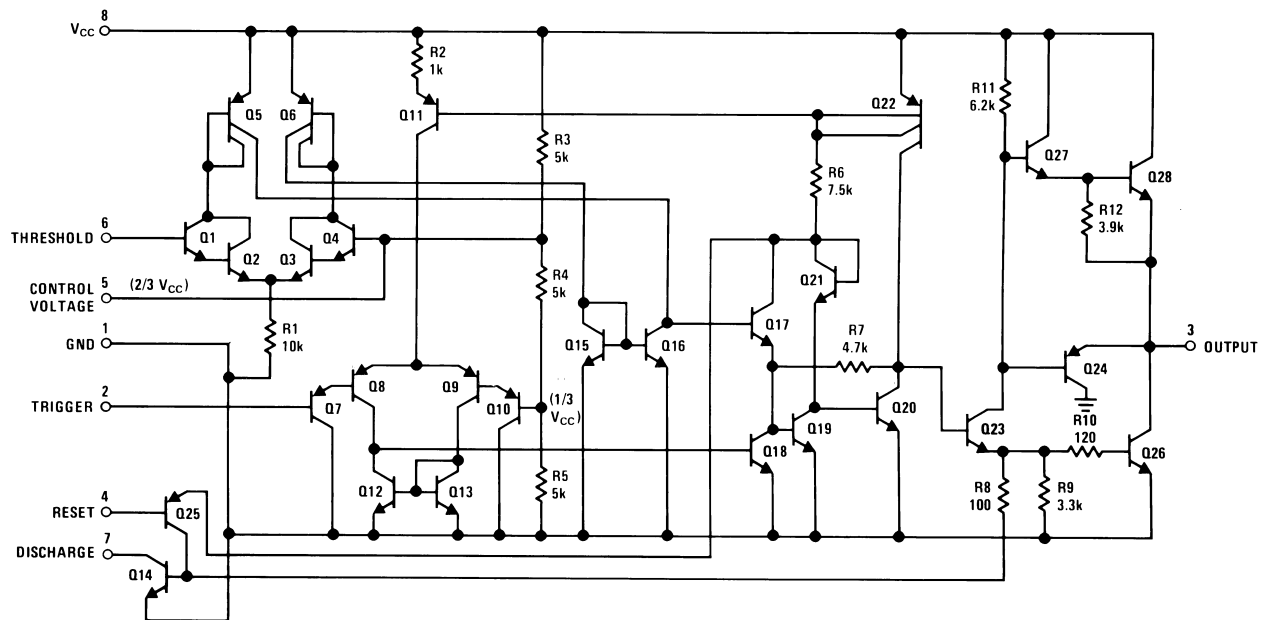 8
VCC
R2
1k
Q5
Q6
Q11
Q22
R11
6.2k
R3
5k
Q27
Q28
R6
7.5k
R12
3.9k
6
THRESHOLD
Q1
Q2
Q3
Q4
5
CONTROL
VOLTAGE
(2/3 VCC)
R4
5k
Q21
1
GND
R1
10k
Q15
Q16
Q17
R7
4.7k
3
OUTPUT
Q24
2
TRIGGER
Q7
Q8
Q9
Q10
(1/3
VCC)
Q18
Q19
Q20
Q23
R10
120
Q26
4
RESET
Q25
Q12
Q13
R5
5k
R8
100
R9
3.3k
7
DISCHARGE
Q14